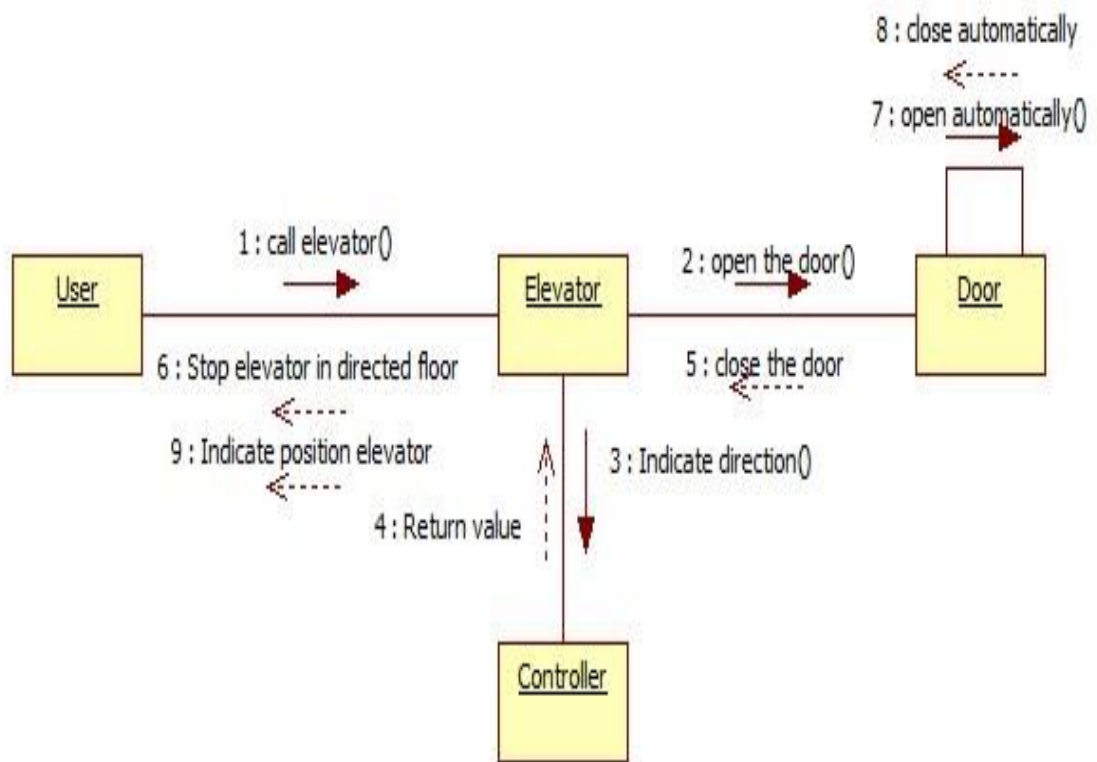 8 : close automatically
7 : open automatically()
1 : call elevator()
2 : open the door()
User
Elevator
Door
6 : Stop elevator in directed floor
5 : close the door
9 : Indicate position elevator
3 : Indicate direction()
4 : Return value
Controller